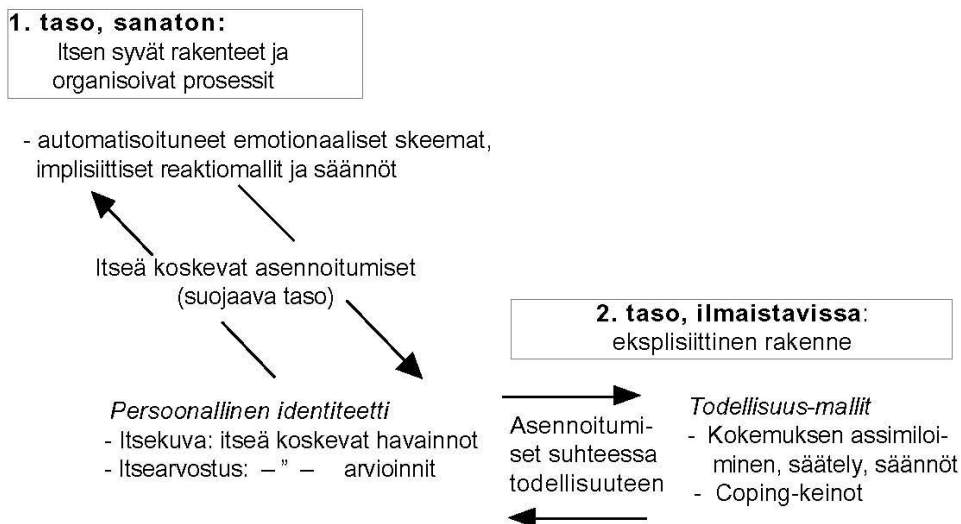 1. taso, sanaton:
Itsen syvät rakenteet ja
organisoivat prosessit
- automatisoituneet emotionaaliset skeemat,
implisiittiset reaktiomallit ja säännöt
Itseä koskevat asennoitumiset
(suojaava taso)
2. taso, ilmaistavissa:
eksplisiittinen rakenne
Persoonallinen identiteetti
- Itsekuva: itseä koskevat havainnot
- Itsearvostus: – ” – arvioinnit
Asennoitumi-
set suhteessa
todellisuuteen
Todellisuus-mallit
- Kokemuksen assimiloi-
minen, säätely, säännöt
- Coping-keinot